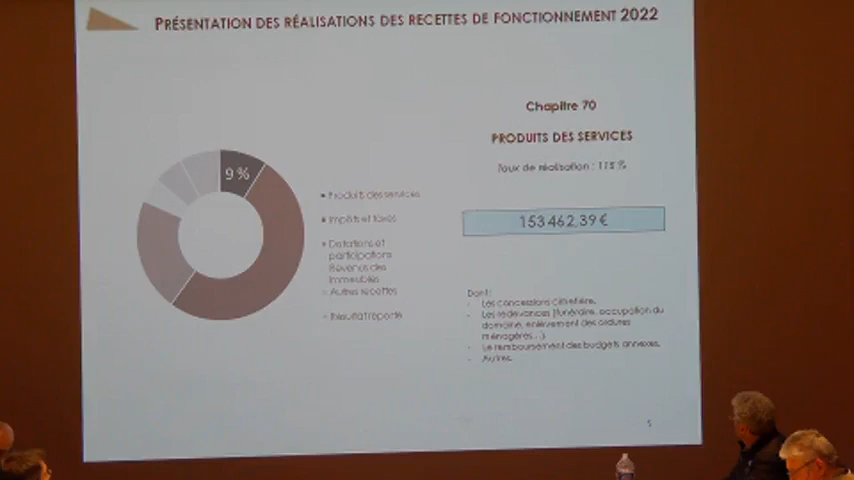 PRÉSENTATION DES RÉALISATIONS DES RECETTES DE FONCTIONNEMENT 2022
Chapitre 70
PRODUITS DES SERVICES
Taux de réalisation : 115 %
9 %
153 462,39 €
Produits des services
Impôts et taxes
Dotations et
participations
Revenus des
immeubles
Autres recettes
Résultat reporté
Dont :
- Les concessions cimetière,
- Les redevances (funéraire, occupation du
domaine, enlèvement des ordures
ménagères…),
- Le remboursement des budgets annexes,
- Autres.
5